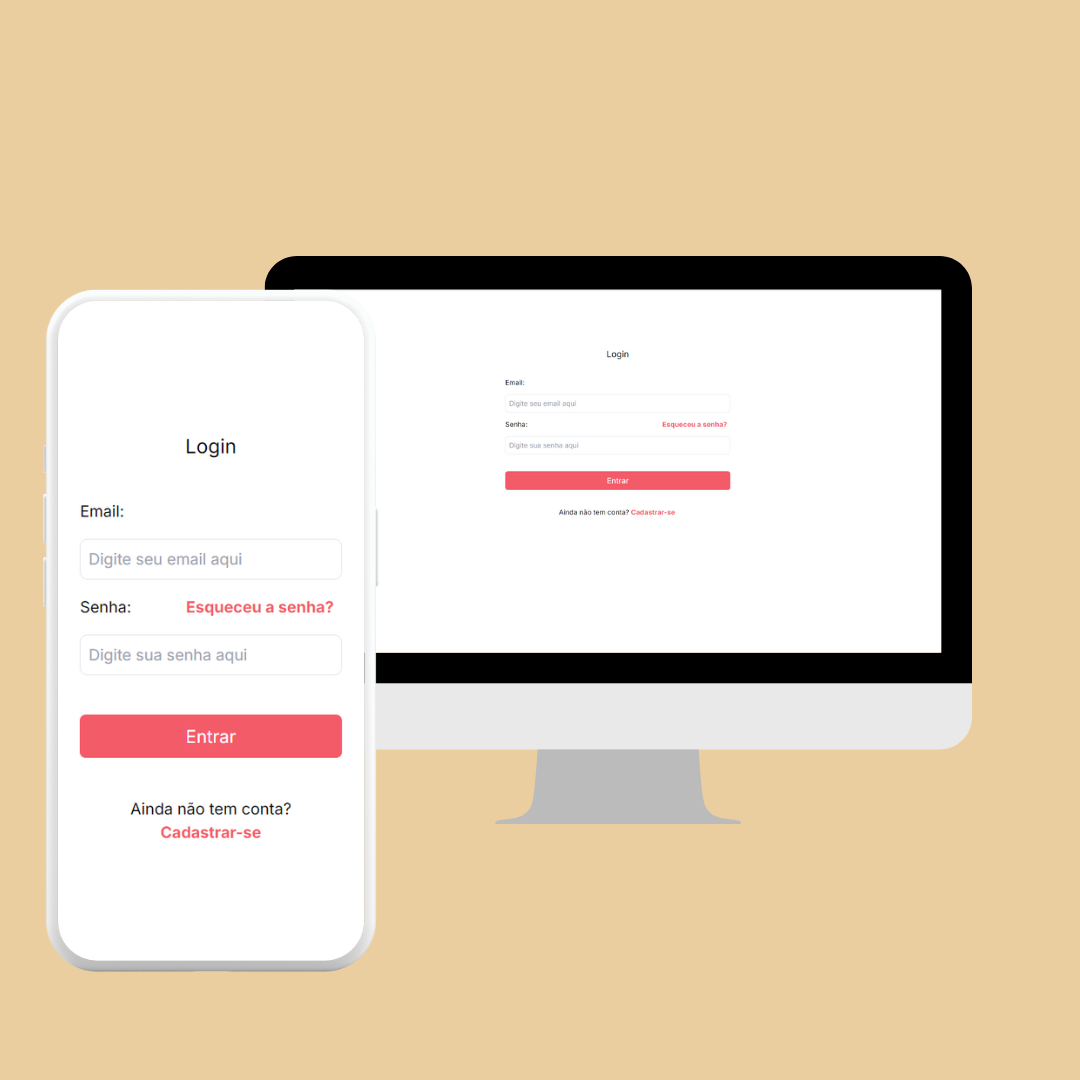 Login
Email:
Digite seu email aqui
Senha: Esqueceu a senha?
Digite sua senha aqui
Entrar
Ainda não tem conta?
Cadastrar-se
Login
Email:
Digite seu email aqui
Senha: Esqueceu a senha?
Digite sua senha aqui
Entrar
Ainda não tem conta? Cadastrar-se